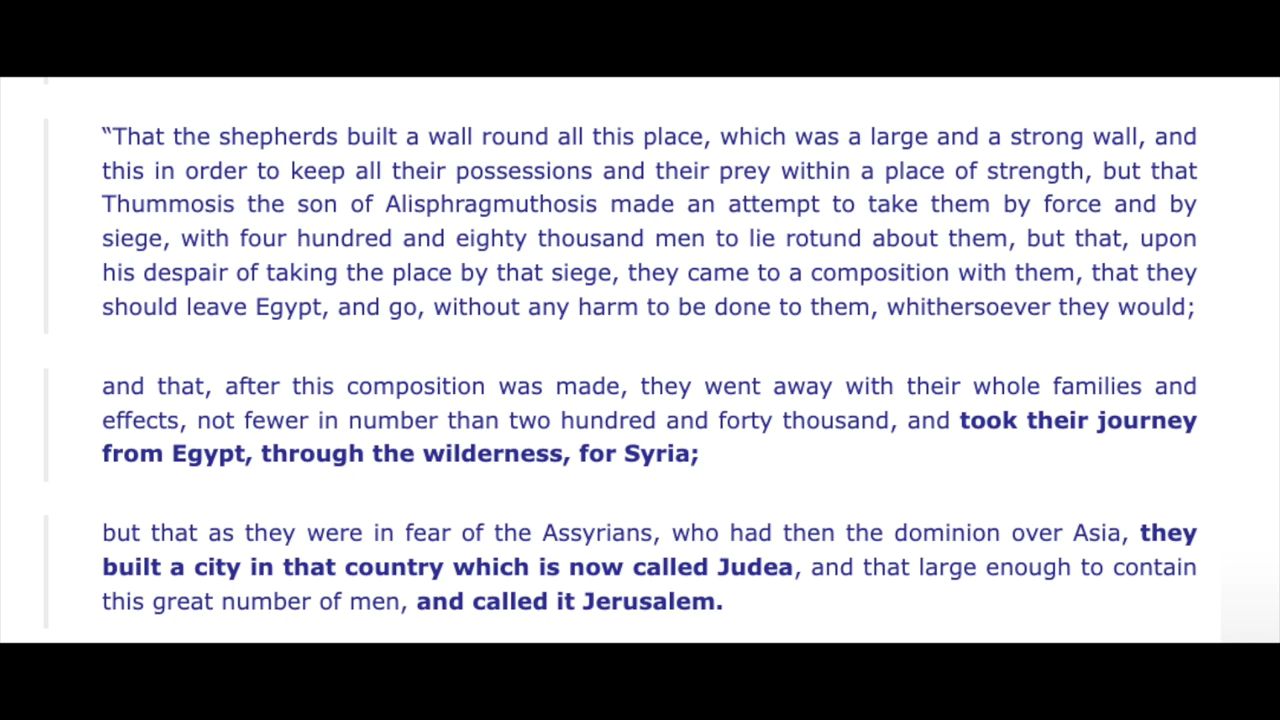 “That the shepherds built a wall round all this place, which was a large and a strong wall, and
this in order to keep all their possessions and their prey within a place of strength, but that
Thummosis the son of Alisphragmuthosis made an attempt to take them by force and by
siege, with four hundred and eighty thousand men to lie rotund about them, but that, upon
his despair of taking the place by that siege, they came to a composition with them, that they
should leave Egypt, and go, without any harm to be done to them, whithersoever they would;
and that, after this composition was made, they went away with their whole families and
effects, not fewer in number than two hundred and forty thousand, and took their journey
from Egypt, through the wilderness, for Syria;
but that as they were in fear of the Assyrians, who had then the dominion over Asia, they
built a city in that country which is now called Judea, and that large enough to contain
this great number of men, and called it Jerusalem.